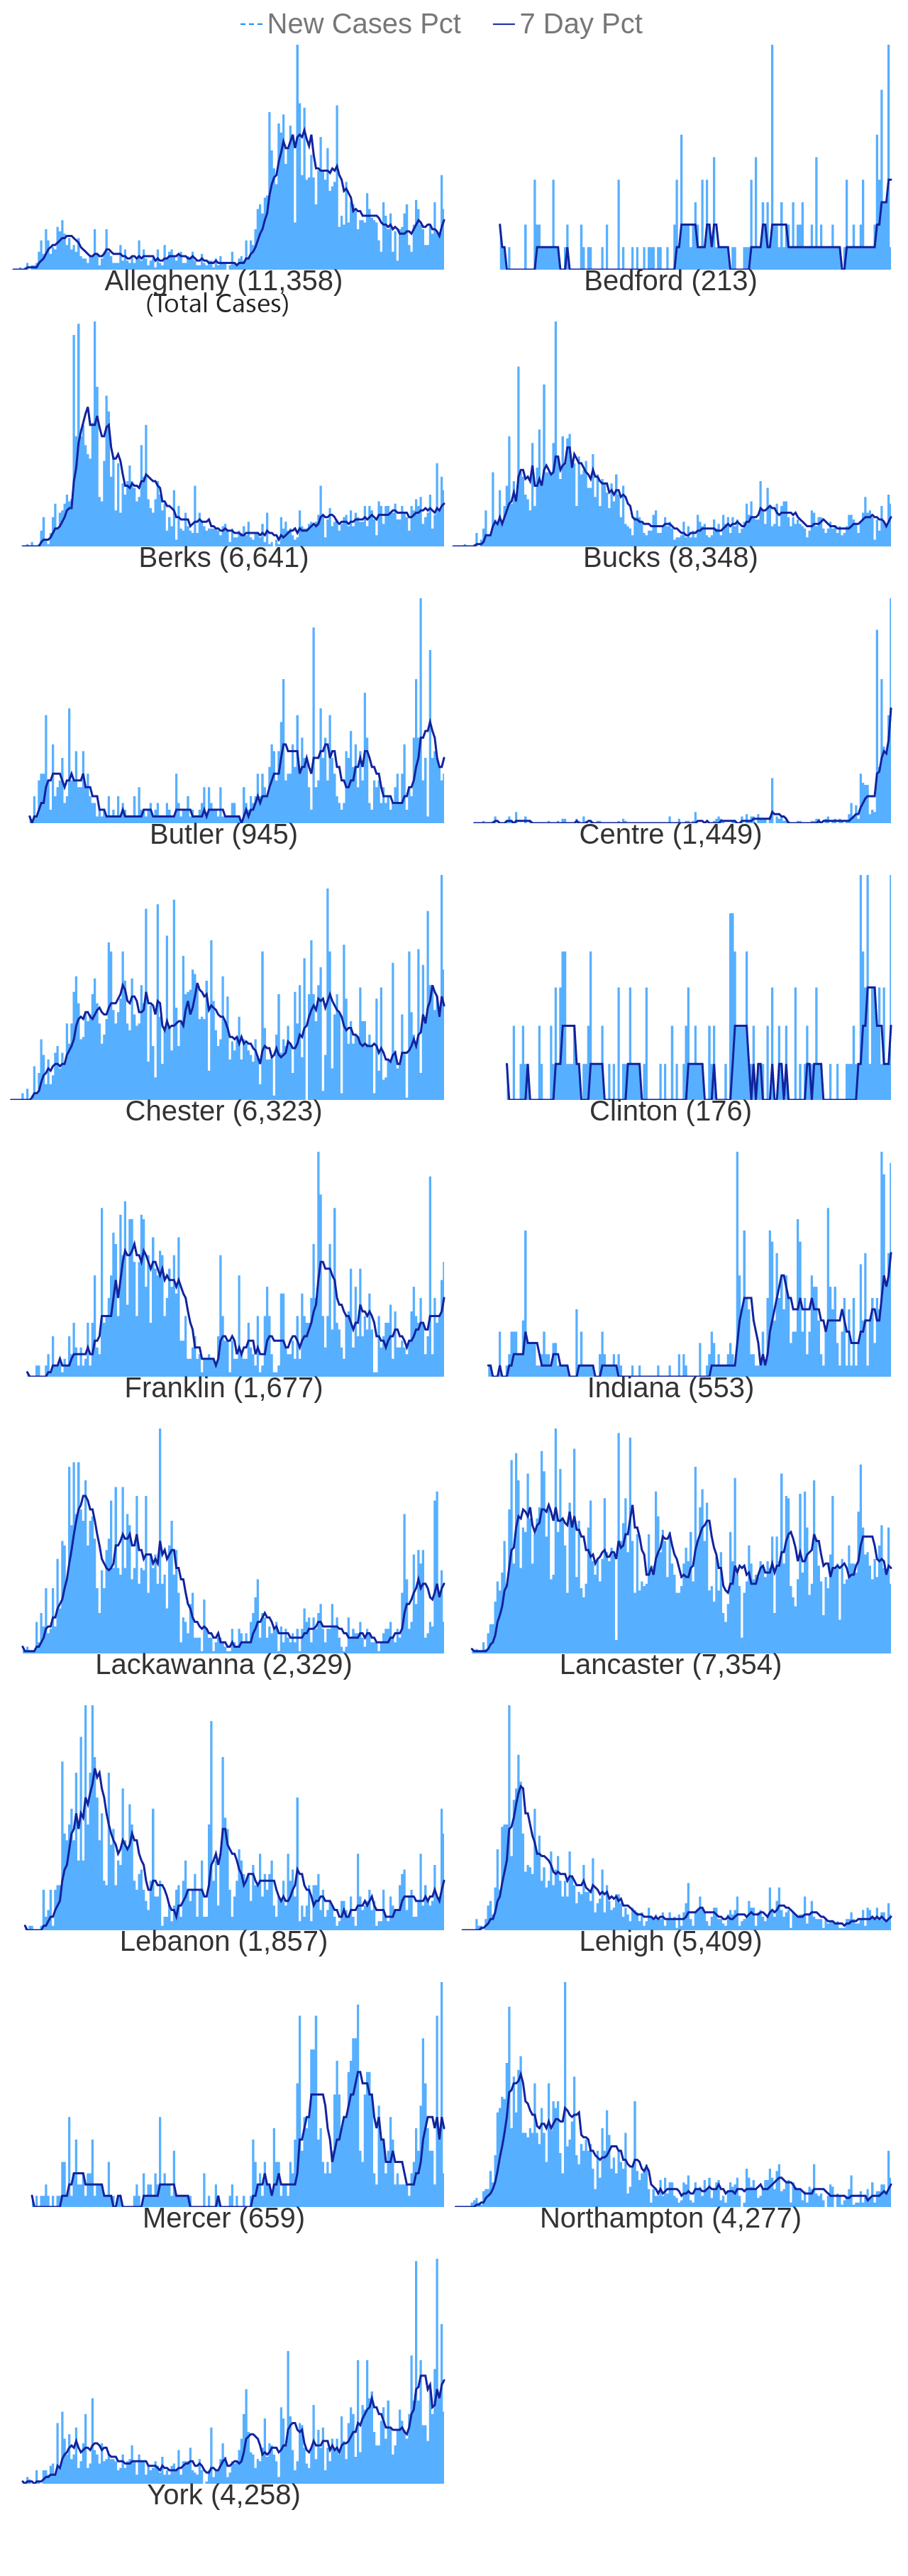 New Cases Pct 7 Day Pct
Allegheny (11,358) Bedford (213)
(Total Cases)
Berks (6,641) Bucks (8,348)
Butler (945) Centre (1,449)
Chester (6,323) Clinton (176)
Franklin (1,677) Indiana (553)
Lackawanna (2,329) Lancaster (7,354)
Lebanon (1,857) Lehigh (5,409)
Mercer (659) Northampton (4,277)
York (4,258)